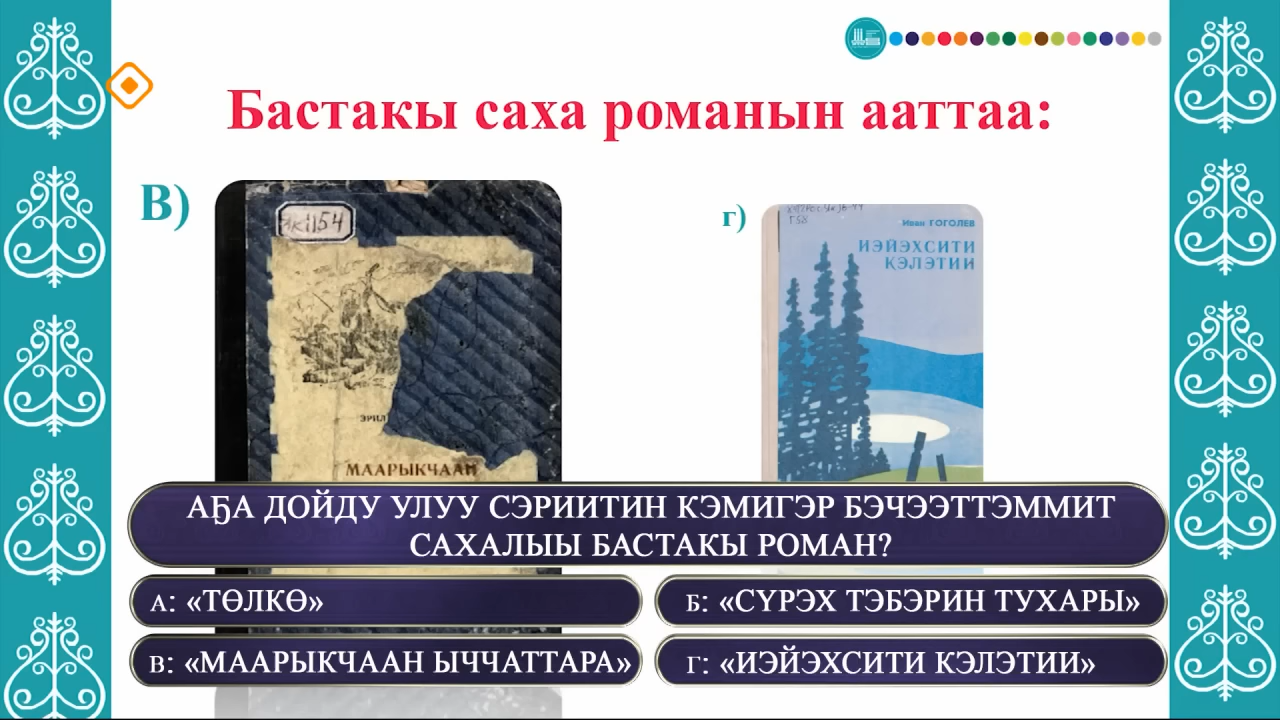 Бастакы саха романын ааттаа:
В)
эк1154
ЭРИЛ
МААРЫКЧААН
г)
Иван ГОГОЛЕВ
ИЭЙЭХСИТИ
КЭЛЭТИИ
АҔА ДОЙДУ УЛУУ СЭРИИТИН КЭМИГЭР БЭЧЭЭТТЭММИТ
САХАЛЫЫ БАСТАКЫ РОМАН?
А: «ТӨЛКӨ»
Б: «СҮРЭХ ТЭБЭРИН ТУХАРЫ»
В: «МААРЫКЧААН ЫЧЧАТТАРА»
Г: «ИЭЙЭХСИТИ КЭЛЭТИИ»